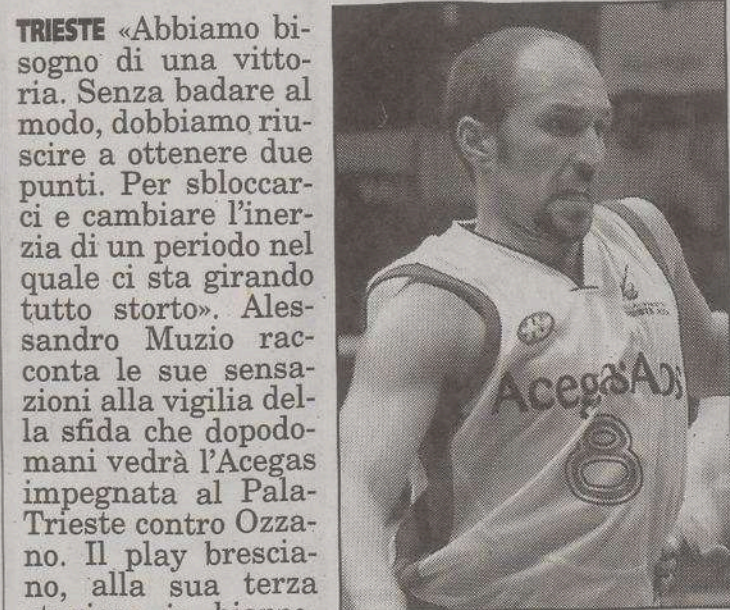 TRIESTE «Abbiamo bi-
sogno di una vitto-
ria. Senza badare al
modo, dobbiamo riu-
scire a ottenere due
punti. Per sbloccar-
ci e cambiare l'iner-
zia di un periodo nel
quale ci sta girando
tutto storto». Ales-
sandro Muzio rac-
conta le sue sensa-
zioni alla vigilia del-
la sfida che dopodo-
mani vedrà l'Acegas
impegnata al Pala-
Trieste contro Ozza-
no. Il play brescia-
no, alla sua terza
AcegasAps
8